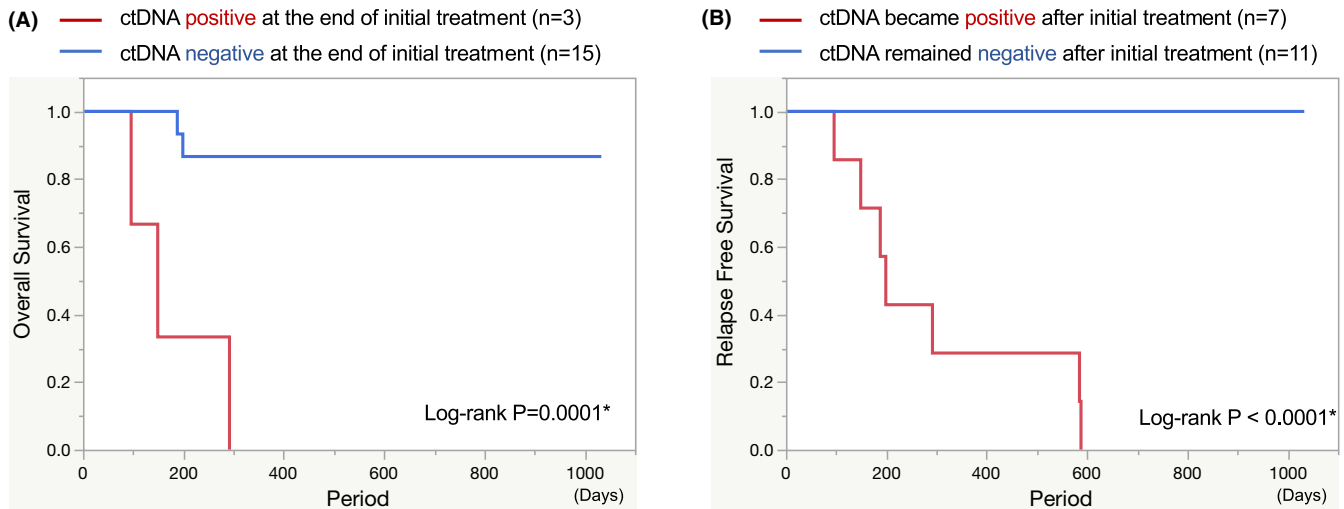 (A)
ctDNA positive at the end of initial treatment (n=3)
ctDNA negative at the end of initial treatment (n=15)
Overall Survival
1.0
0.8
0.6
0.4
0.2
0.0
Log-rank P=0.0001*
0 200 400 600 800 1000
Period
(Days)
(B)
ctDNA became positive after initial treatment (n=7)
ctDNA remained negative after initial treatment (n=11)
Relapse Free Survival
1.0
0.8
0.6
0.4
0.2
0.0
Log-rank P < 0.0001*
0 200 400 600 800 1000
Period
(Days)